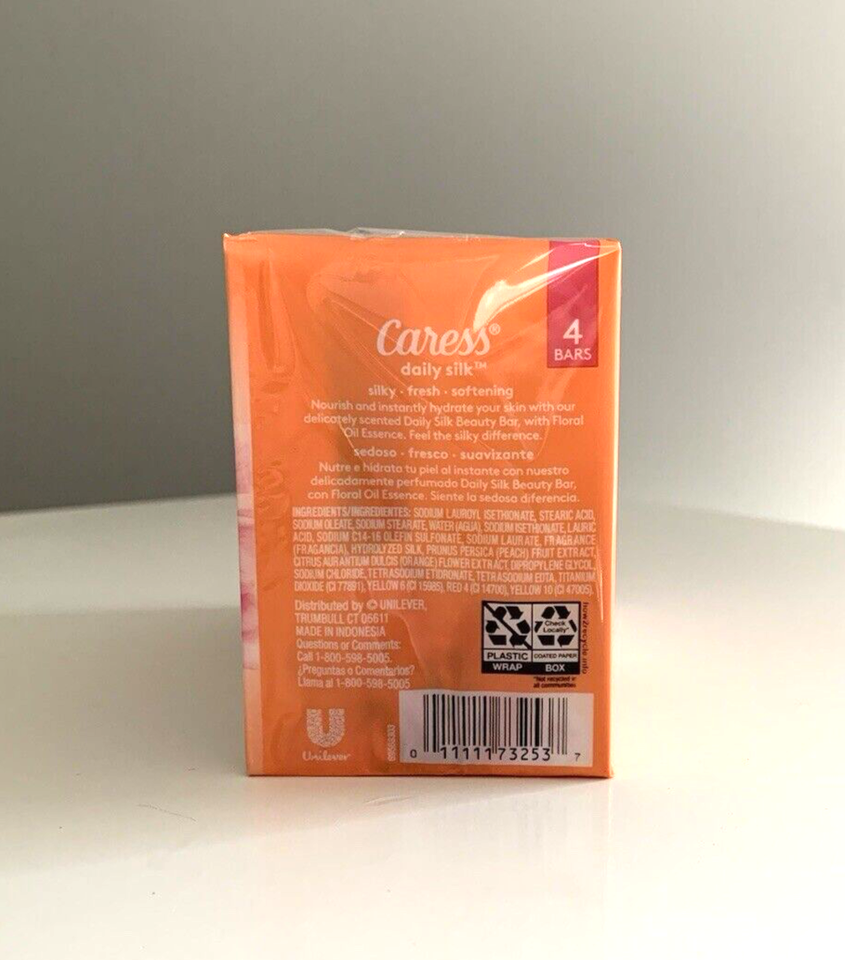 4
BARS
Caress®
daily silk™
silky · fresh · softening
Nourish and instantly hydrate your skin with our
delicately scented Daily Silk Beauty Bar, with Floral
Oil Essence. Feel the silky difference.
sedoso · fresco · suavizante
Nutre e hidrata tu piel al instante con nuestro
delicadamente perfumado Daily Silk Beauty Bar,
con Floral Oil Essence. Siente la sedosa diferencia.
INGREDIENTS/INGREDIENTES: SODIUM LAUROYL ISETHIONATE, STEARIC ACID,
SODIUM OLEATE, SODIUM STEARATE, WATER (AGUA), SODIUM ISETHIONATE, LAURIC
ACID, SODIUM C14-16 OLEFIN SULFONATE, SODIUM LAURATE, FRAGRANCE
(FRAGANCIA), HYDROLYZED SILK, PRUNUS PERSICA (PEACH) FRUIT EXTRACT,
CITRUS AURANTIUM DULCIS (ORANGE) FLOWER EXTRACT, DIPROPYLENE GLYCOL,
SODIUM CHLORIDE, TETRASODIUM ETIDRONATE, TETRASODIUM EDTA, TITANIUM
DIOXIDE (CI 77891), YELLOW 6 (CI 15985), RED 4 (CI 14700), YELLOW 10 (CI 47005).
Distributed by © UNILEVER,
TRUMBULL CT 06611
MADE IN INDONESIA
Questions or Comments:
Call 1-800-598-5005.
¿Preguntas o Comentarios?
Llama al 1-800-598-5005
Check
Locally*
PLASTIC
WRAP
COATED PAPER
BOX
how2recycle.info
*Not recycled in
all communities
Unilever
0 11111 73253 7